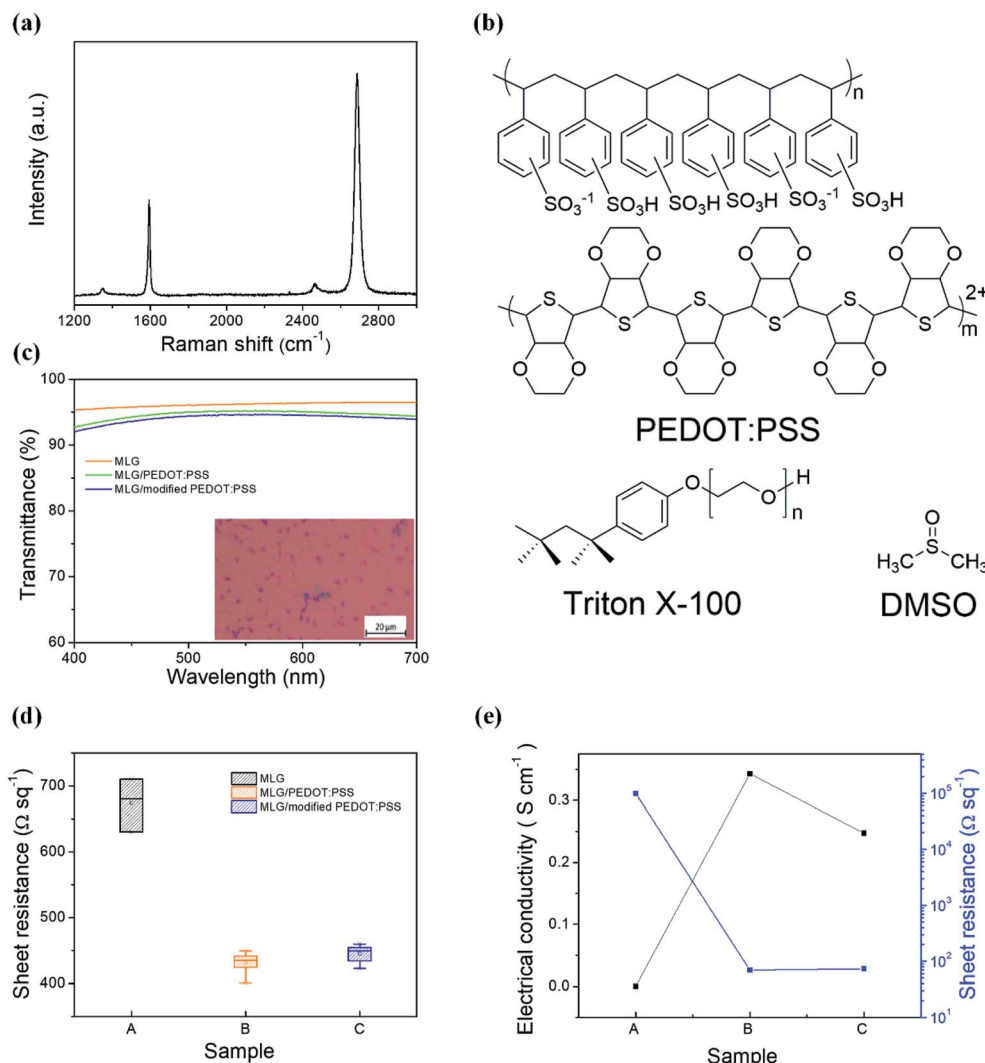 (a)
Intensity (a.u.)
1200 1600 2400 2800
Raman shift (cm⁻¹)
(b)
n
SO₃⁻¹ SO₃H SO₃H SO₃H SO₃⁻¹ SO₃H
O O O O
S S S 2+
m
S S S
O O O O O O
PEDOT:PSS
O O H
n
Triton X-100
O
H₃C S CH₃
DMSO
(c)
100
95
90
85
80
75
70
65
60
Transmittance (%)
MLG
MLG/PEDOT:PSS
MLG/modified PEDOT:PSS
20 μm
400 500 600 700
Wavelength (nm)
(d)
700
600
500
400
Sheet resistance (Ω sq⁻¹)
MLG
MLG/PEDOT:PSS
MLG/modified PEDOT:PSS
A B C
Sample
(e)
0.3
0.2
0.1
0.0
Electrical conductivity ( S cm⁻¹)
10⁵
10⁴
10³
10²
10¹
Sheet resistance (Ω sq⁻¹)
A B C
Sample